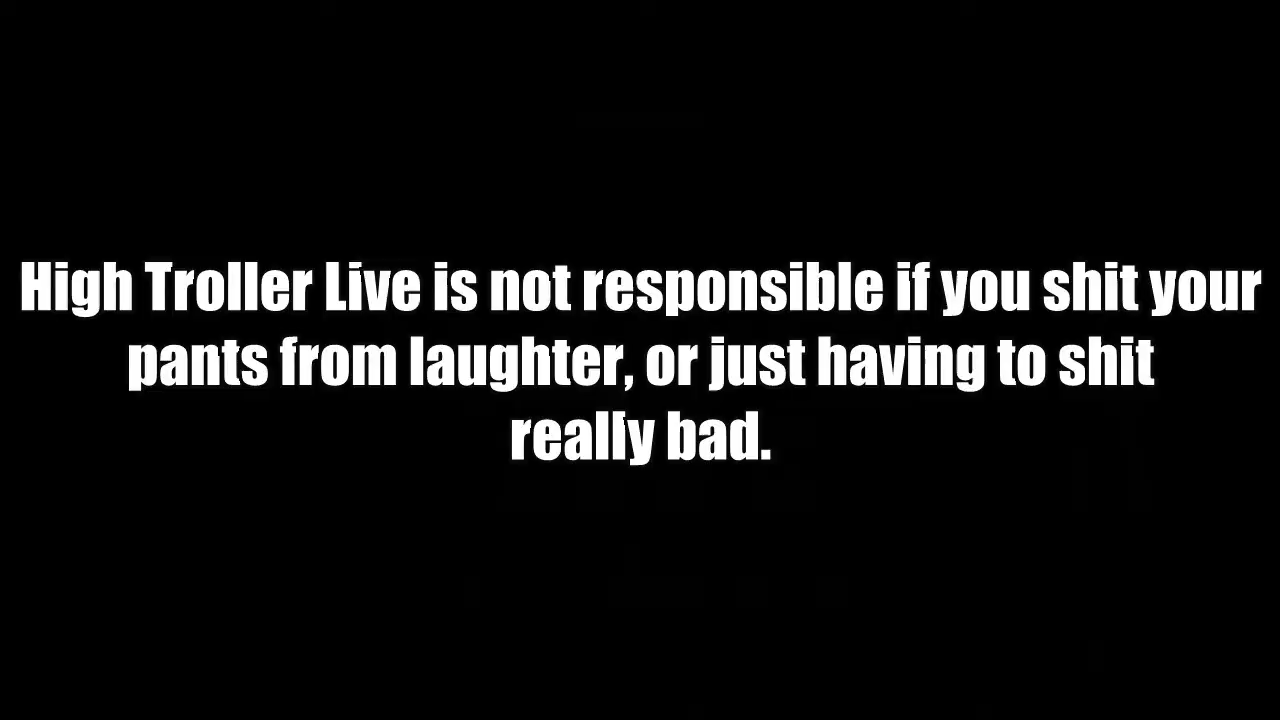 High Troller Live is not responsible if you shit your
pants from laughter, or just having to shit
really bad.